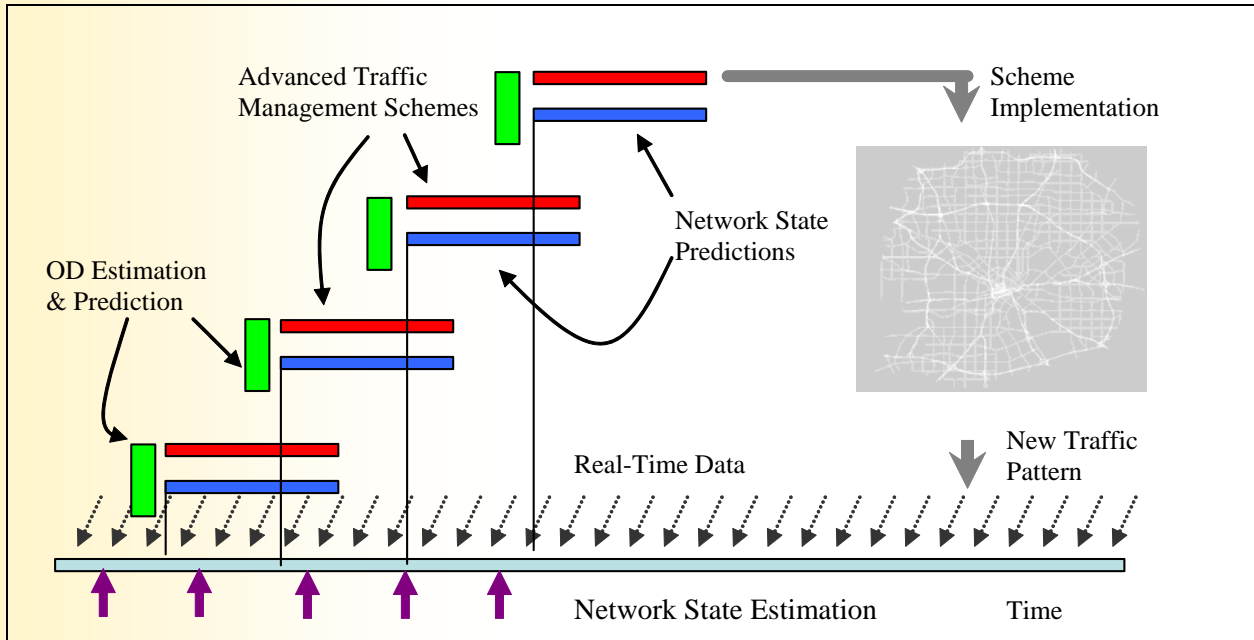 Advanced Traffic
Management Schemes
Scheme
Implementation
Network State
Predictions
OD Estimation
& Prediction
Real-Time Data
New Traffic
Pattern
Network State Estimation
Time